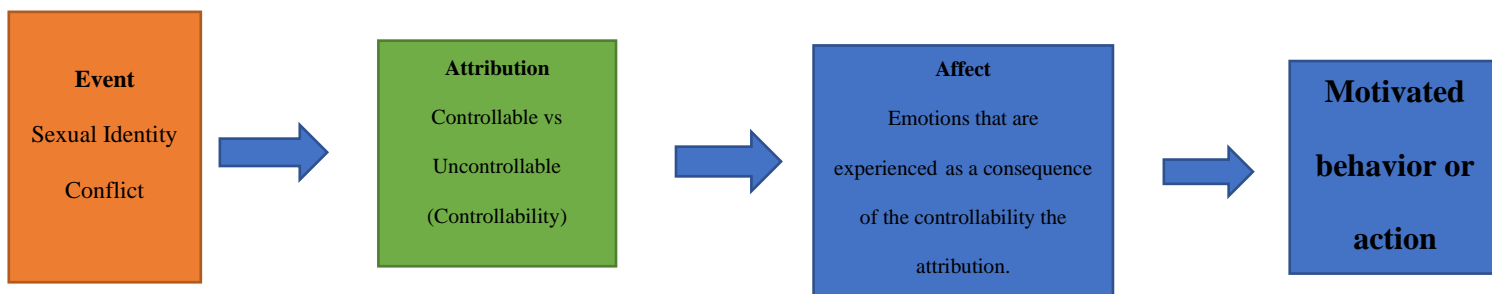 Event
Sexual Identity
Conflict
Attribution
Controllable vs
Uncontrollable
(Controllability)
Affect
Emotions that are
experienced as a consequence
of the controllability the
attribution.
Motivated
behavior or
action